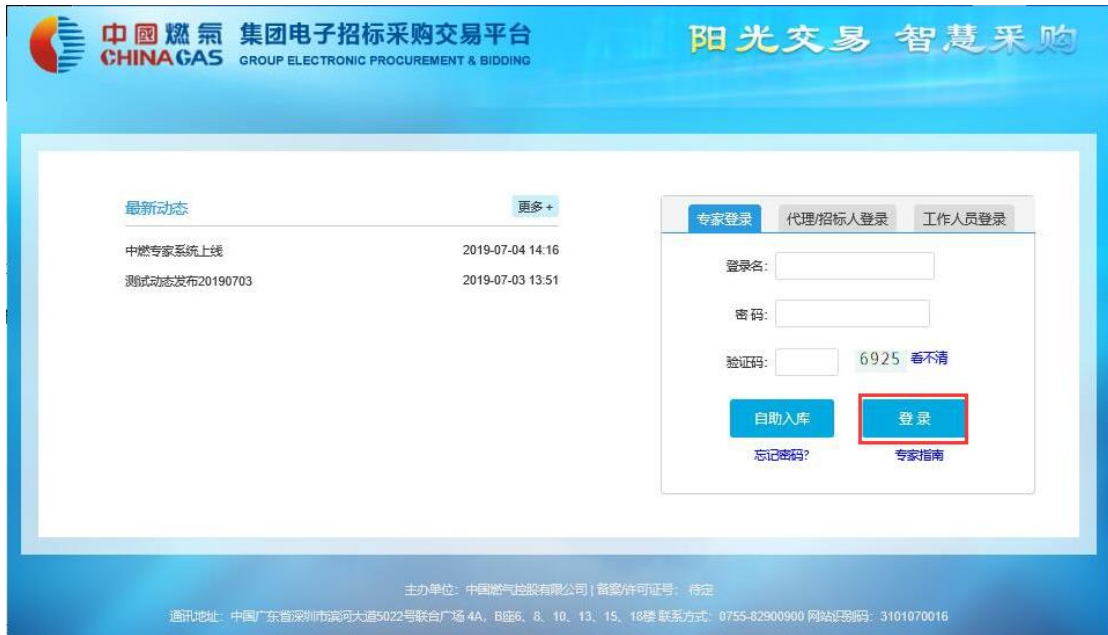 中國燃氣 集团电子招标采购交易平台
CHINA GAS GROUP ELECTRONIC PROCUREMENT & BIDDING
阳光交易 智慧采购
最新动态 更多+
中燃专家系统上线 2019-07-04 14:16
测试动态发布20190703 2019-07-03 13:51
专家登录 代理/招标人登录 工作人员登录
登录名:
密码:
验证码: 6925 看不清
自助入库 登录
忘记密码? 专家指南
主办单位：中国燃气控股有限公司 | 备案/许可证号： 待定
通讯地址：中国广东省深圳市滨河大道5022号联合广场 4A，B座6、8、10、13、15、18楼 联系方式：0755-82900900 网站识别码：3101070016